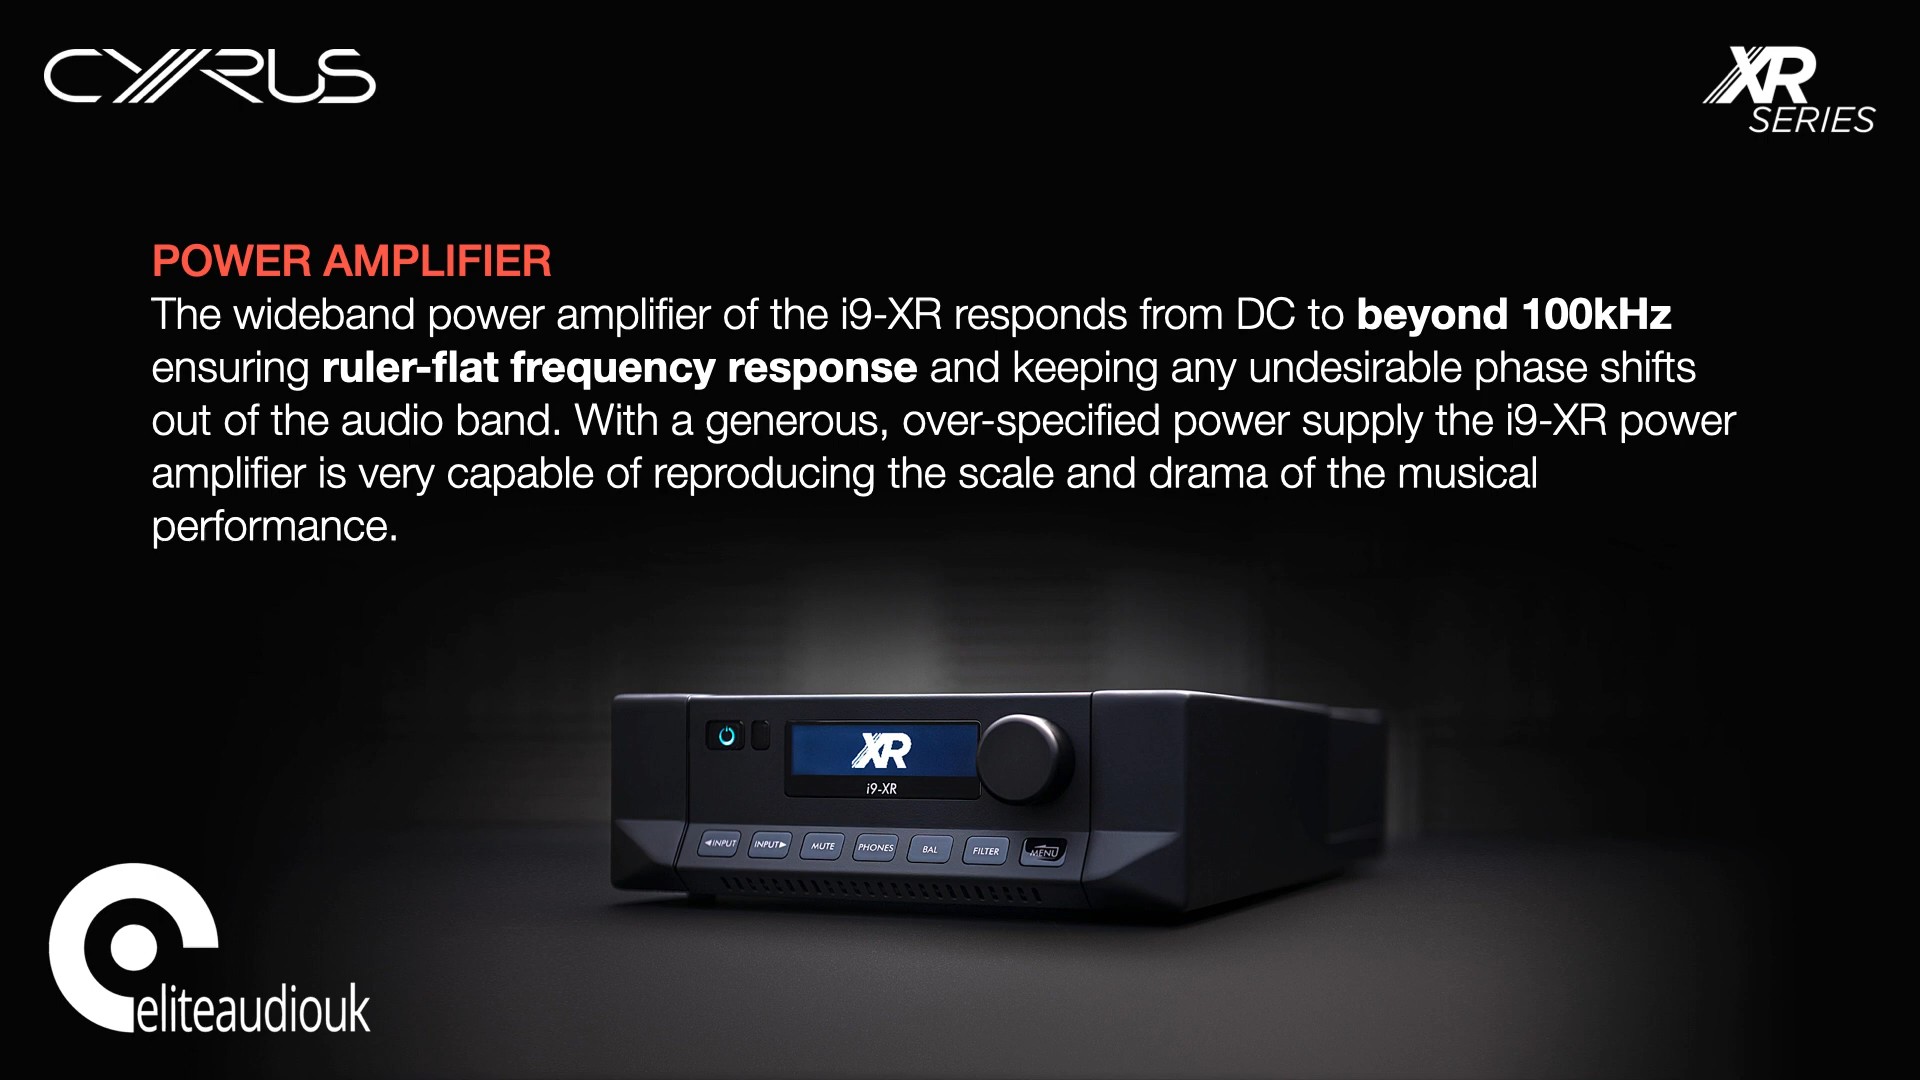 CYRUS
XR
SERIES
POWER AMPLIFIER
The wideband power amplifier of the i9-XR responds from DC to beyond 100kHz
ensuring ruler-flat frequency response and keeping any undesirable phase shifts
out of the audio band. With a generous, over-specified power supply the i9-XR power
amplifier is very capable of reproducing the scale and drama of the musical
performance.
XR
i9-XR
◀INPUT INPUT▶ MUTE PHONES BAL FILTER MENU
eliteaudiouk